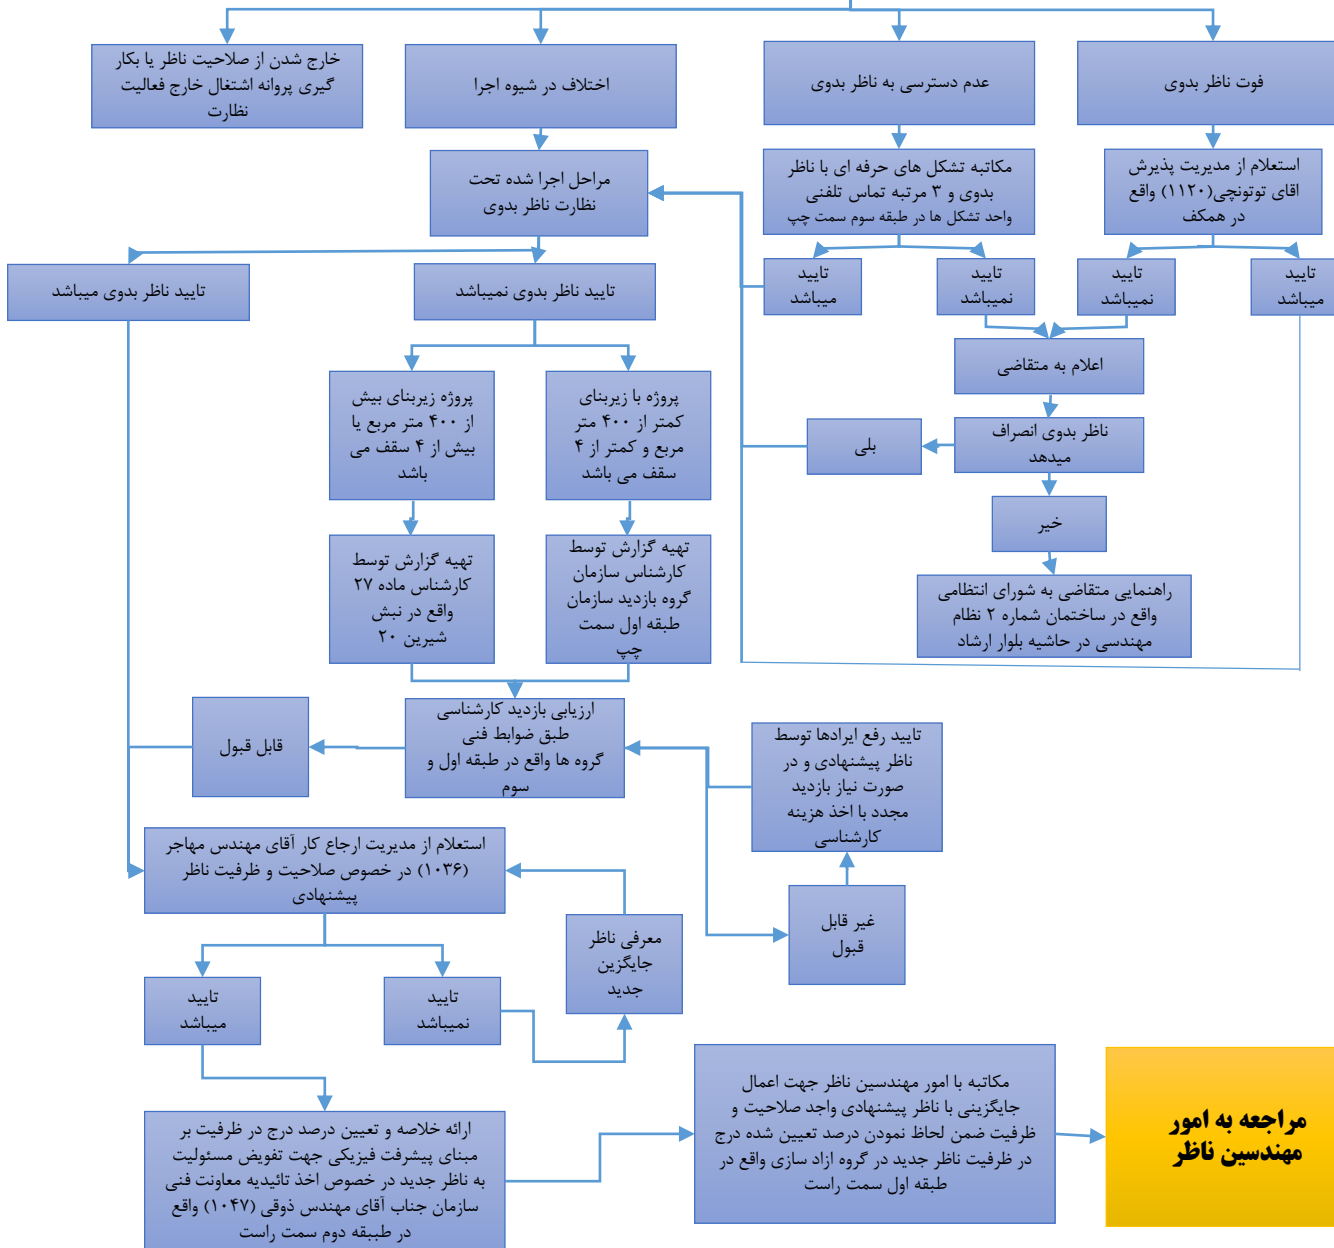 فوت ناظر بدوی
عدم دسترسی به ناظر بدوی
اختلاف در شیوه اجرا
خارج شدن از صلاحیت ناظر یا بکار
گیری پروانه اشتغال خارج فعالیت
نظارت
استعلام از مدیریت پذیرش
اقای توتونچی(۱۱۲۰) واقع
در همکف
مکاتبه تشکل های حرفه ای با ناظر
بدوی و ۳ مرتبه تماس تلفنی
واحد تشکل ها در طبقه سوم سمت چپ
مراحل اجرا شده تحت
نظارت ناظر بدوی
تایید
میباشد
تایید
نمیباشد
تایید
نمیباشد
تایید
میباشد
تایید ناظر بدوی نمیباشد
تایید ناظر بدوی میباشد
اعلام به متقاضی
ناظر بدوی انصراف
میدهد
بلی
خیر
راهنمایی متقاضی به شورای انتظامی
واقع در ساختمان شماره ۲ نظام
مهندسی در حاشیه بلوار ارشاد
پروژه با زیربنای
کمتر از ۴۰۰ متر
مربع و کمتر از ۴
سقف می باشد
پروژه زیربنای بیش
از ۴۰۰ متر مربع یا
بیش از ۴ سقف می
باشد
تهیه گزارش توسط
کارشناس سازمان
گروه بازدید سازمان
طبقه اول سمت
چپ
تهیه گزارش توسط
کارشناس ماده ۲۷
واقع در نبش
شیرین ۲۰
ارزیابی بازدید کارشناسی
طبق ضوابط فنی
گروه ها واقع در طبقه اول و
سوم
قابل قبول
تایید رفع ایرادها توسط
ناظر پیشنهادی و در
صورت نیاز بازدید
مجدد با اخذ هزینه
کارشناسی
غیر قابل
قبول
استعلام از مدیریت ارجاع کار آقای مهندس مهاجر
(۱۰۳۶) در خصوص صلاحیت و ظرفیت ناظر
پیشنهادی
معرفی ناظر
جایگزین
جدید
تایید
نمیباشد
تایید
میباشد
ارائه خلاصه و تعیین درصد درج در ظرفیت بر
مبنای پیشرفت فیزیکی جهت تفویض مسئولیت
به ناظر جدید در خصوص اخذ تائیدیه معاونت فنی
سازمان جناب آقای مهندس ذوقی (۱۰۴۷) واقع
در طببقه دوم سمت راست
مکاتبه با امور مهندسین ناظر جهت اعمال
جایگزینی با ناظر پیشنهادی واجد صلاحیت و
ظرفیت ضمن لحاظ نمودن درصد تعیین شده درج
در ظرفیت ناظر جدید در گروه ازاد سازی واقع در
طبقه اول سمت راست
مراجعه به امور
مهندسین ناظر